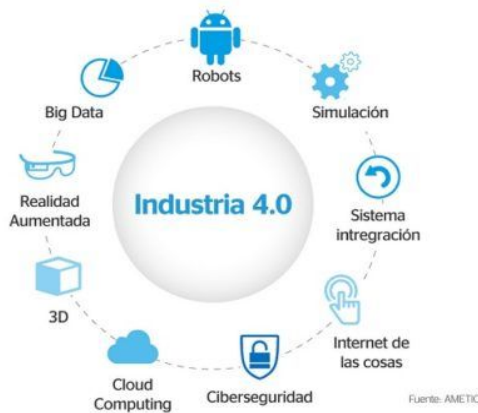 Robots
Simulación
Sistema
intregración
Internet de
las cosas
Ciberseguridad
Cloud
Computing
3D
Realidad
Aumentada
Big Data
Industria 4.0
Fuente: AMETIC